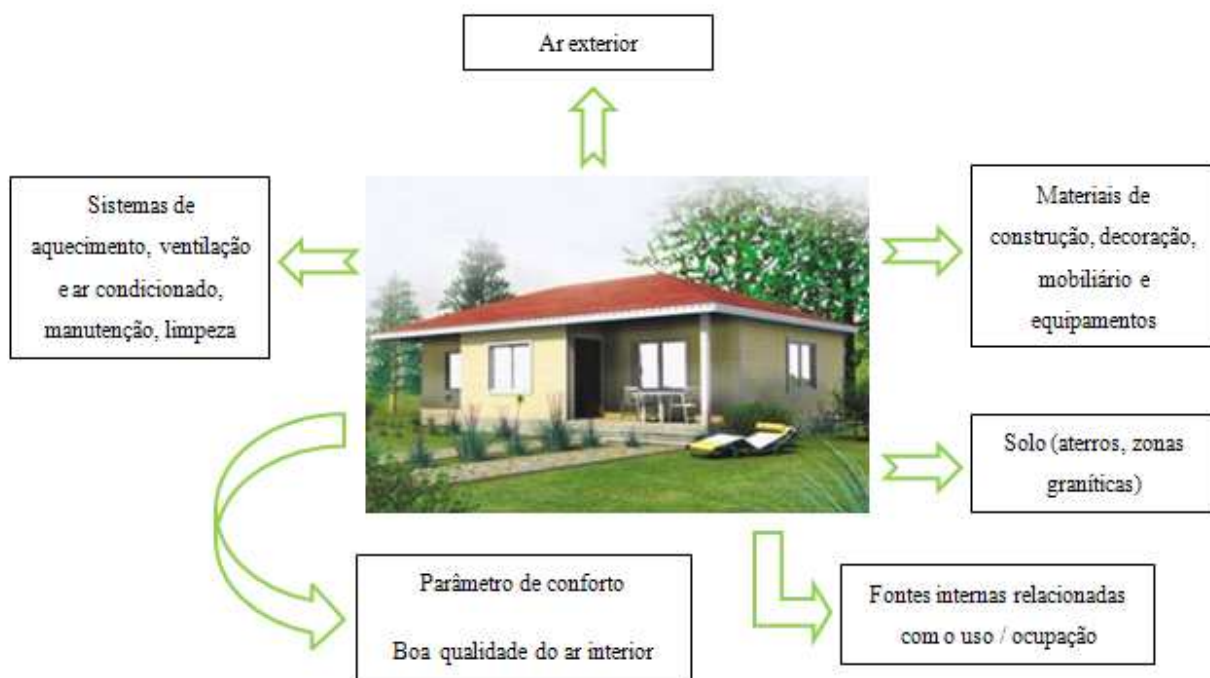 Ar exterior
Sistemas de
aquecimento, ventilação
e ar condicionado,
manutenção, limpeza
Materiais de
construção, decoração,
mobiliário e
equipamentos
Solo (aterros, zonas
graníticas)
Parâmetro de conforto
Boa qualidade do ar interior
Fontes internas relacionadas
com o uso / ocupação